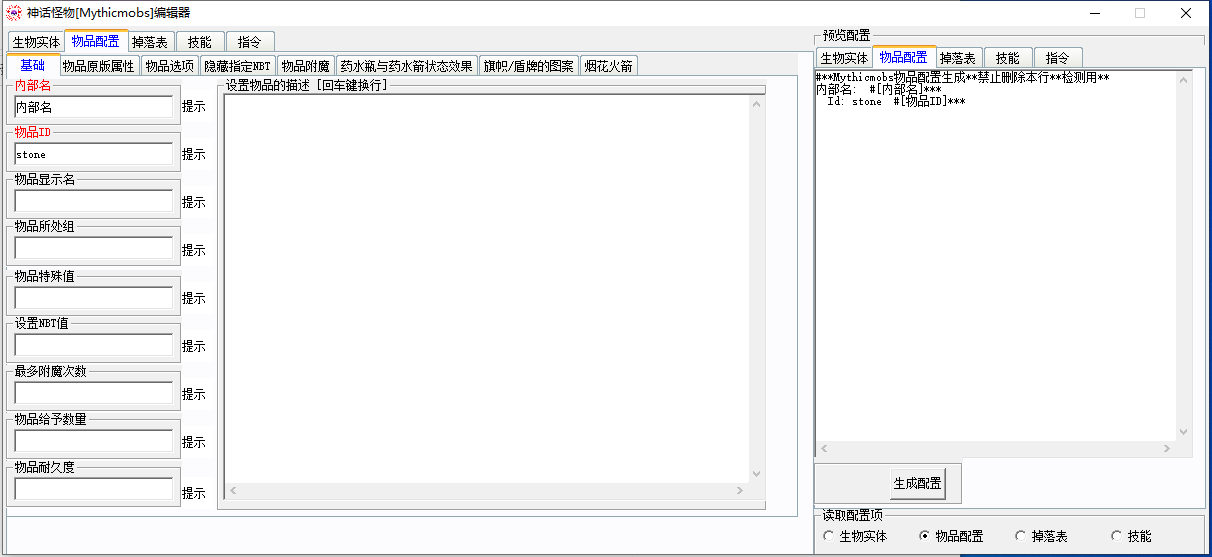 神话怪物[Mythicmobs]编辑器
生物实体 物品配置 掉落表 技能 指令
基础 物品原版属性 物品选项 隐藏指定NBT 物品附魔 药水瓶与药水箭状态效果 旗帜/盾牌的图案 烟花火箭
内部名
内部名 提示
物品ID
stone 提示
物品显示名
提示
物品所处组
提示
物品特殊值
提示
设置NBT值
提示
最多附魔次数
提示
物品给予数量
提示
物品耐久度
提示
设置物品的描述 [回车键换行]
预览配置
生物实体 物品配置 掉落表 技能 指令
#**Mythicmobs物品配置生成**禁止删除本行**检测用**
内部名: #[内部名]***
Id: stone #[物品ID]***
生成配置
读取配置项
生物实体 物品配置 掉落表 技能